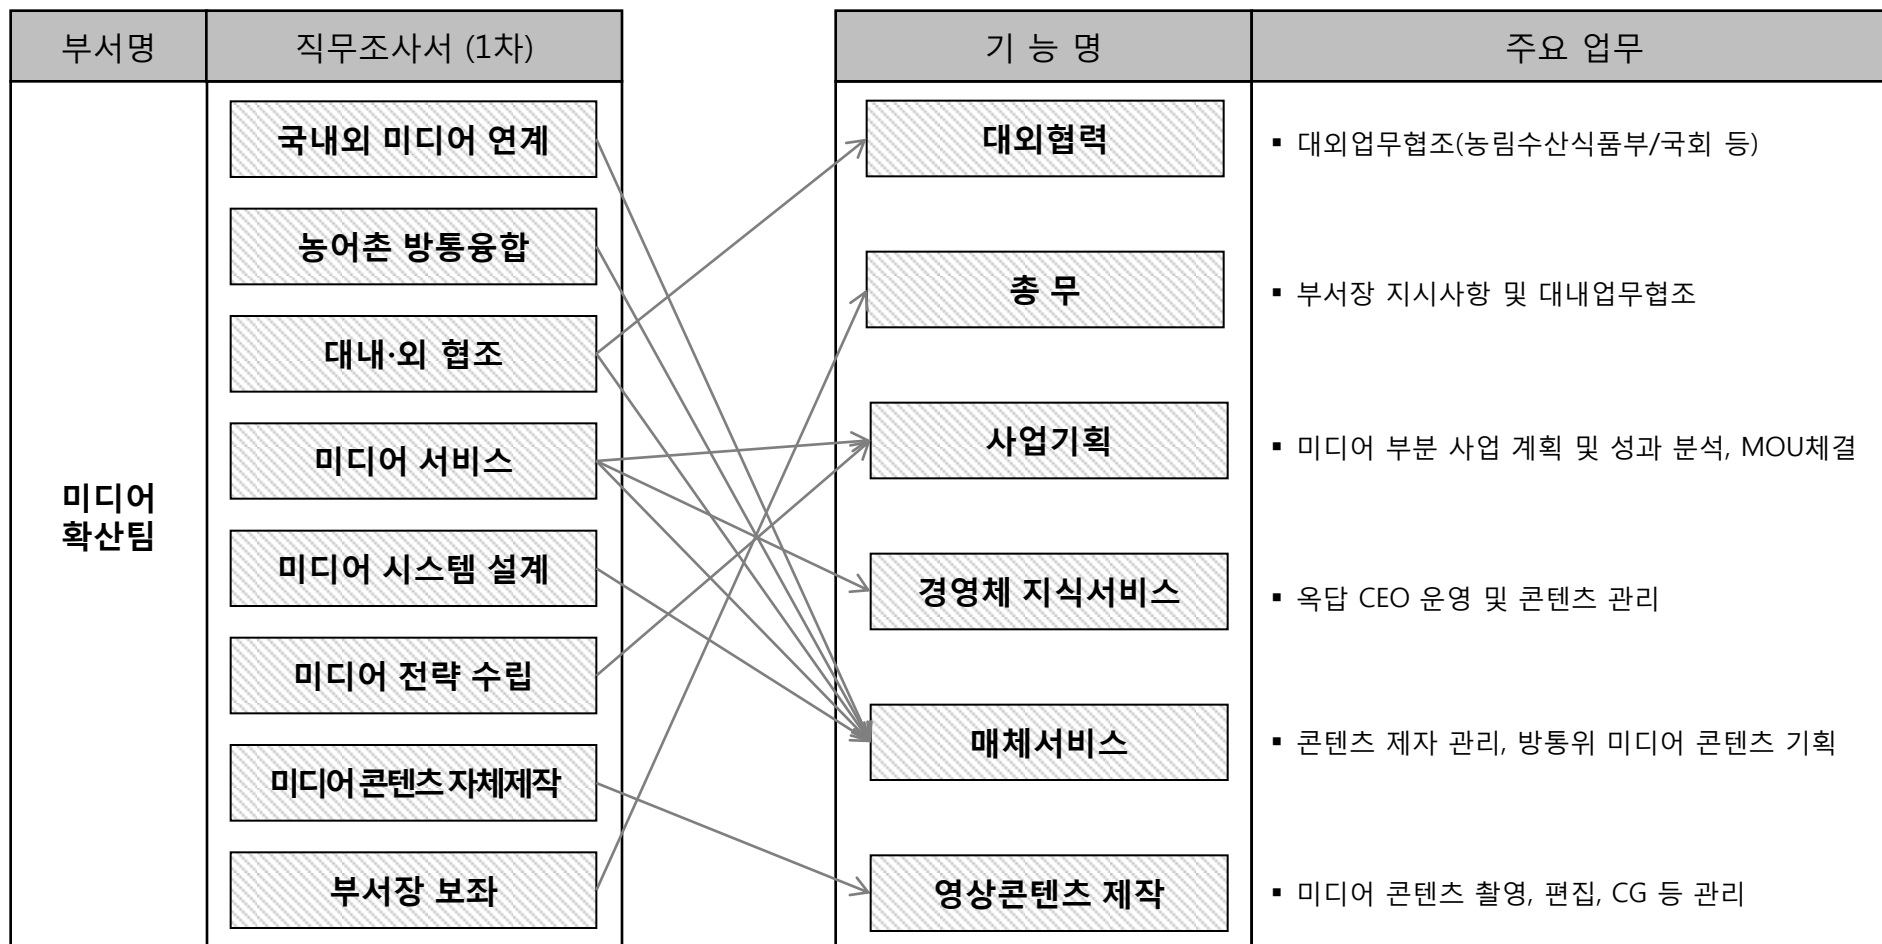 부서명
직무조사서 (1차)
기 능 명
주요 업무
미디어
확산팀
국내외 미디어 연계
농어촌 방통융합
대내·외 협조
미디어 서비스
미디어 시스템 설계
미디어 전략 수립
미디어 콘텐츠 자체제작
부서장 보좌
대외협력
▪ 대외업무협조(농림수산식품부/국회 등)
총 무
▪ 부서장 지시사항 및 대내업무협조
사업기획
▪ 미디어 부분 사업 계획 및 성과 분석, MOU체결
경영체 지식서비스
▪ 옥답 CEO 운영 및 콘텐츠 관리
매체서비스
▪ 콘텐츠 제자 관리, 방통위 미디어 콘텐츠 기획
영상콘텐츠 제작
▪ 미디어 콘텐츠 촬영, 편집, CG 등 관리